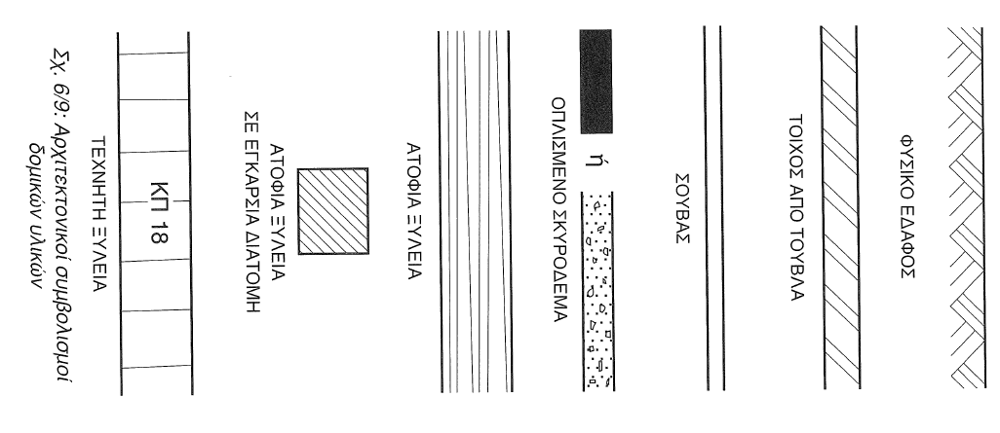 ΦΥΣΙΚΟ ΕΔΑΦΟΣ
ΤΟΙΧΟΣ ΑΠΟ ΤΟΥΒΛΑ
ΣΟΥΒΑΣ
ή
ΟΠΛΙΣΜΕΝΟ ΣΚΥΡΟΔΕΜΑ
ΑΤΟΦΙΑ ΞΥΛΕΙΑ
ΑΤΟΦΙΑ ΞΥΛΕΙΑ
ΣΕ ΕΓΚΑΡΣΙΑ ΔΙΑΤΟΜΗ
ΚΠ 18
ΤΕΧΝΗΤΗ ΞΥΛΕΙΑ
Σχ. 6/9: Αρχιτεκτονικοί συμβολισμοί
δομικών υλικών